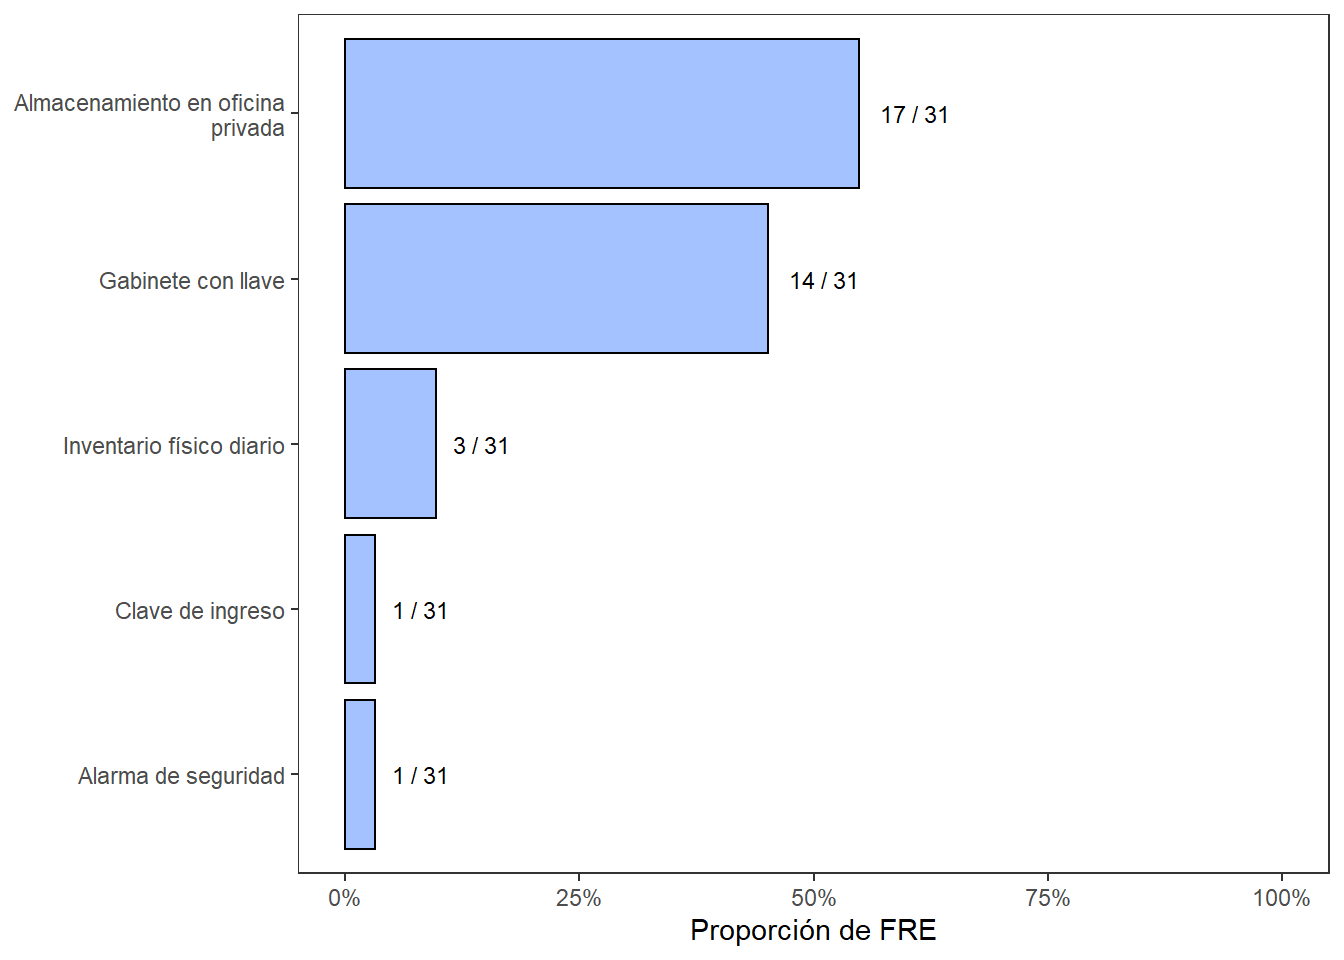 Almacenamiento en oficina
privada
17 / 31
Gabinete con llave
14 / 31
Inventario físico diario
3 / 31
Clave de ingreso
1 / 31
Alarma de seguridad
1 / 31
0% 25% 50% 75% 100%
Proporción de FRE